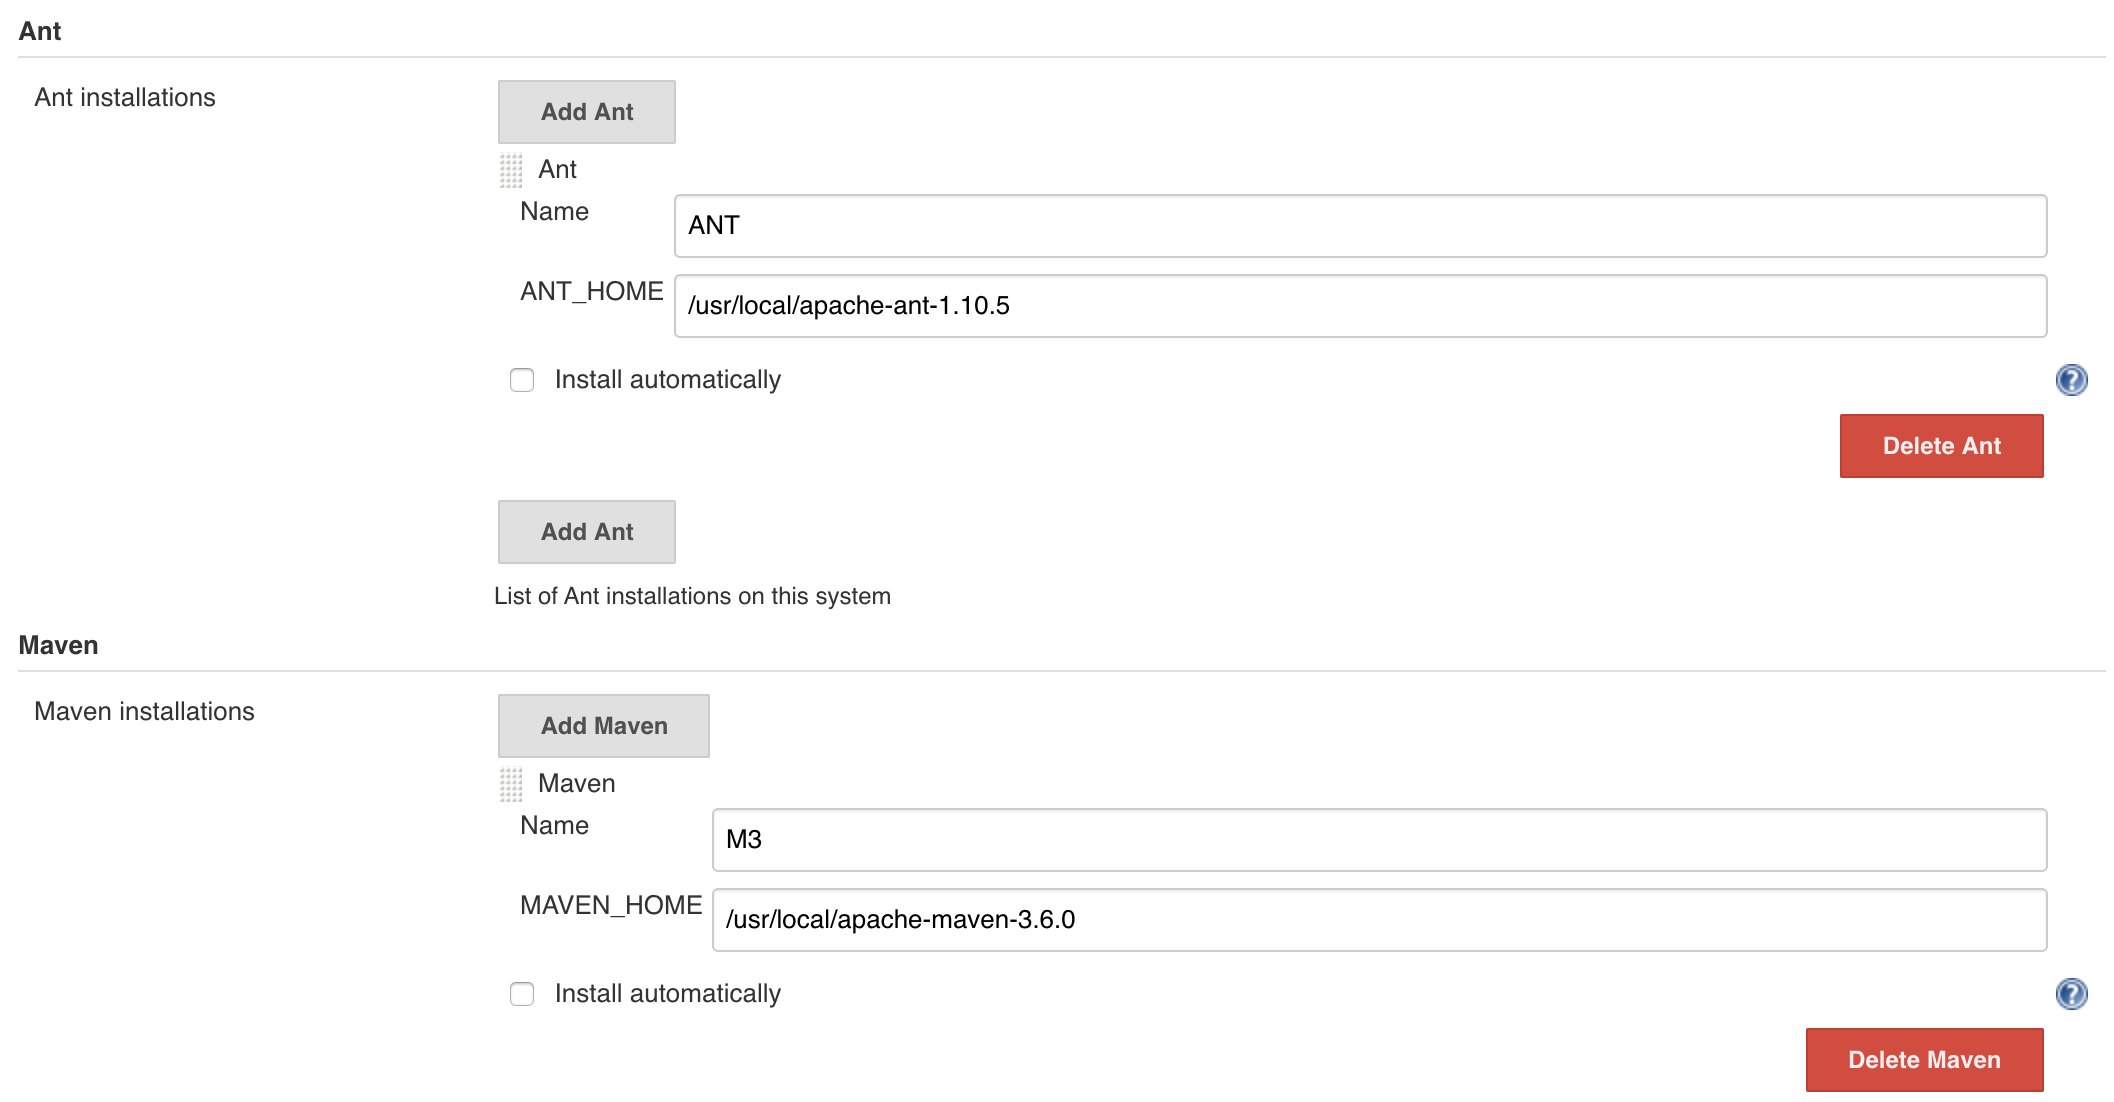 Ant
Ant installations
Add Ant
Ant
Name
ANT
ANT_HOME
/usr/local/apache-ant-1.10.5
Install automatically
?
Delete Ant
Add Ant
List of Ant installations on this system
Maven
Maven installations
Add Maven
Maven
Name
M3
MAVEN_HOME
/usr/local/apache-maven-3.6.0
Install automatically
?
Delete Maven